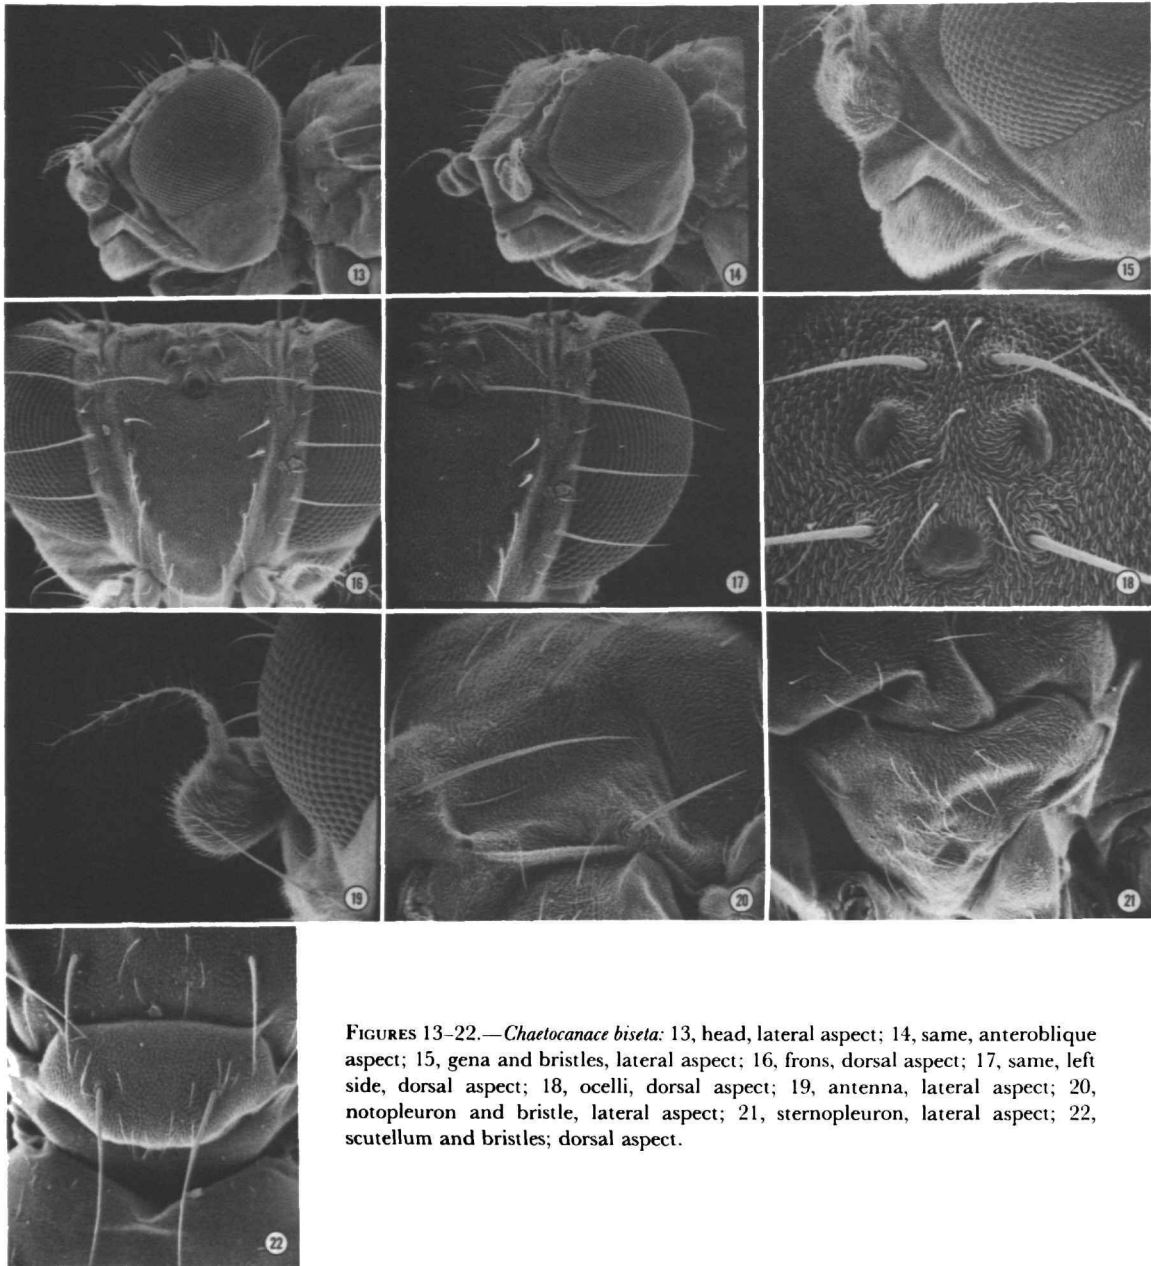 13
14
15
16
17
18
19
20
21
22
FIGURES 13–22.—Chaetocanace biseta: 13, head, lateral aspect; 14, same, anteroblique
aspect; 15, gena and bristles, lateral aspect; 16, frons, dorsal aspect; 17, same, left
side, dorsal aspect; 18, ocelli, dorsal aspect; 19, antenna, lateral aspect; 20,
notopleuron and bristle, lateral aspect; 21, sternopleuron, lateral aspect; 22,
scutellum and bristles; dorsal aspect.